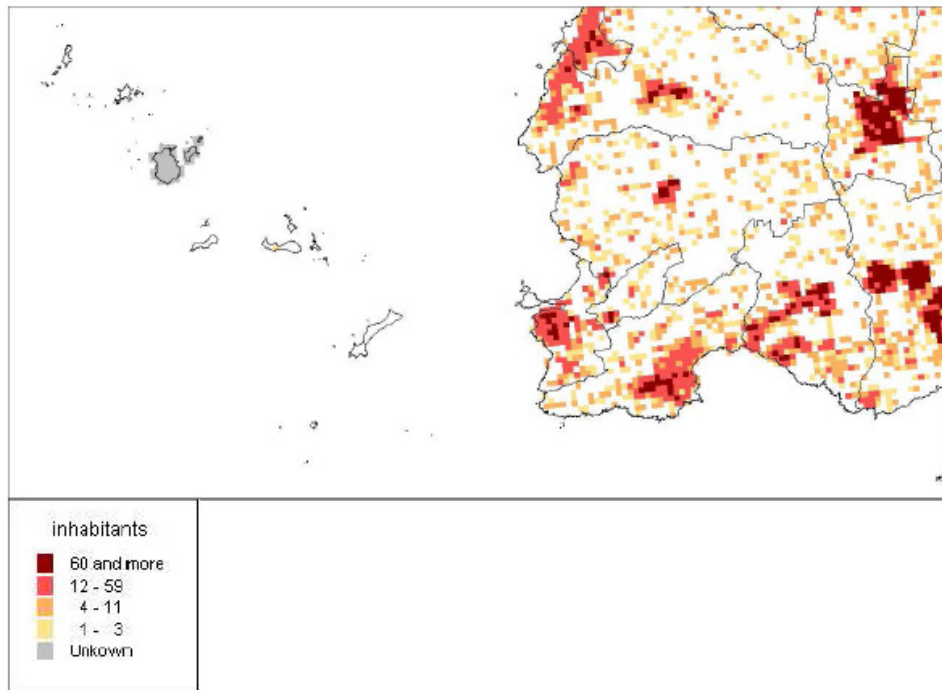 inhabitants
60 and more
12 - 59
4 - 11
1 - 3
Unkown